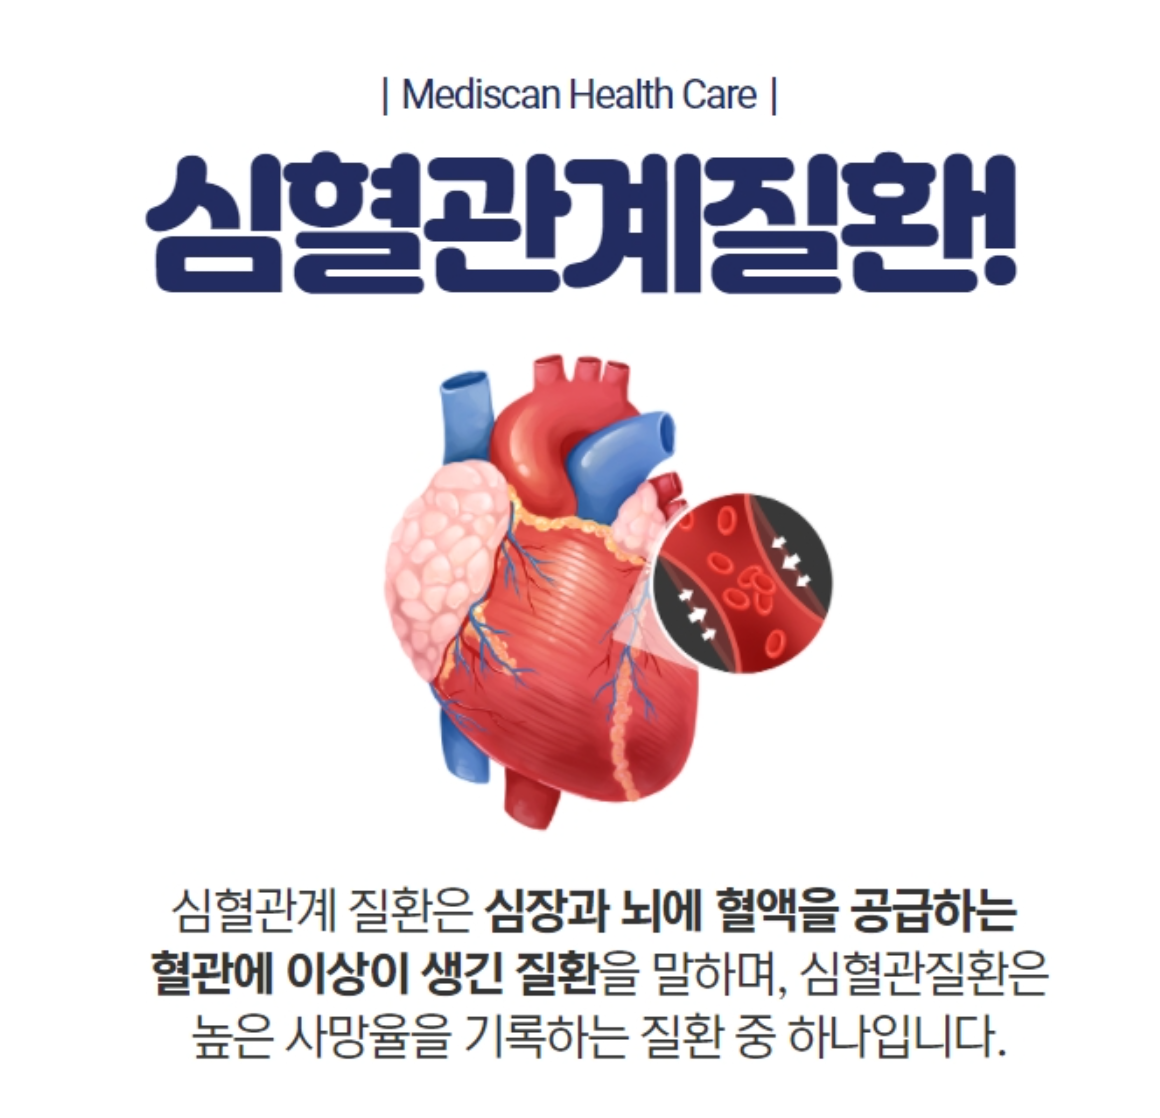 | Mediscan Health Care |
심혈관계질환!
심혈관계 질환은 심장과 뇌에 혈액을 공급하는
혈관에 이상이 생긴 질환을 말하며, 심혈관질환은
높은 사망율을 기록하는 질환 중 하나입니다.